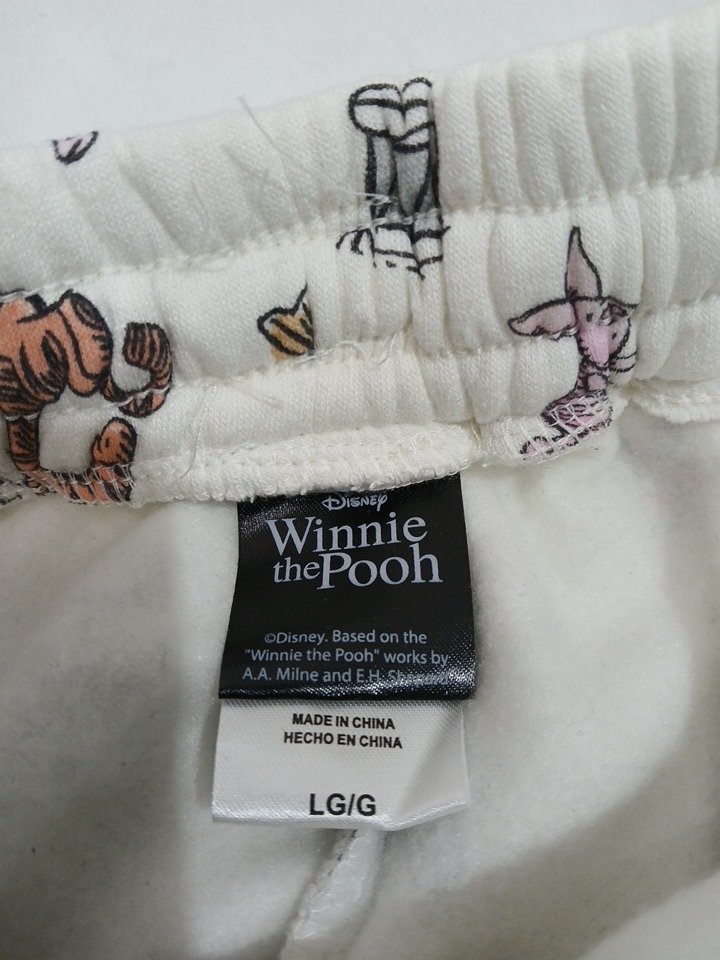 Disney
Winnie
the Pooh
©Disney. Based on the
"Winnie the Pooh" works by
A.A. Milne and E.H. Shepard
MADE IN CHINA
HECHO EN CHINA
LG/G